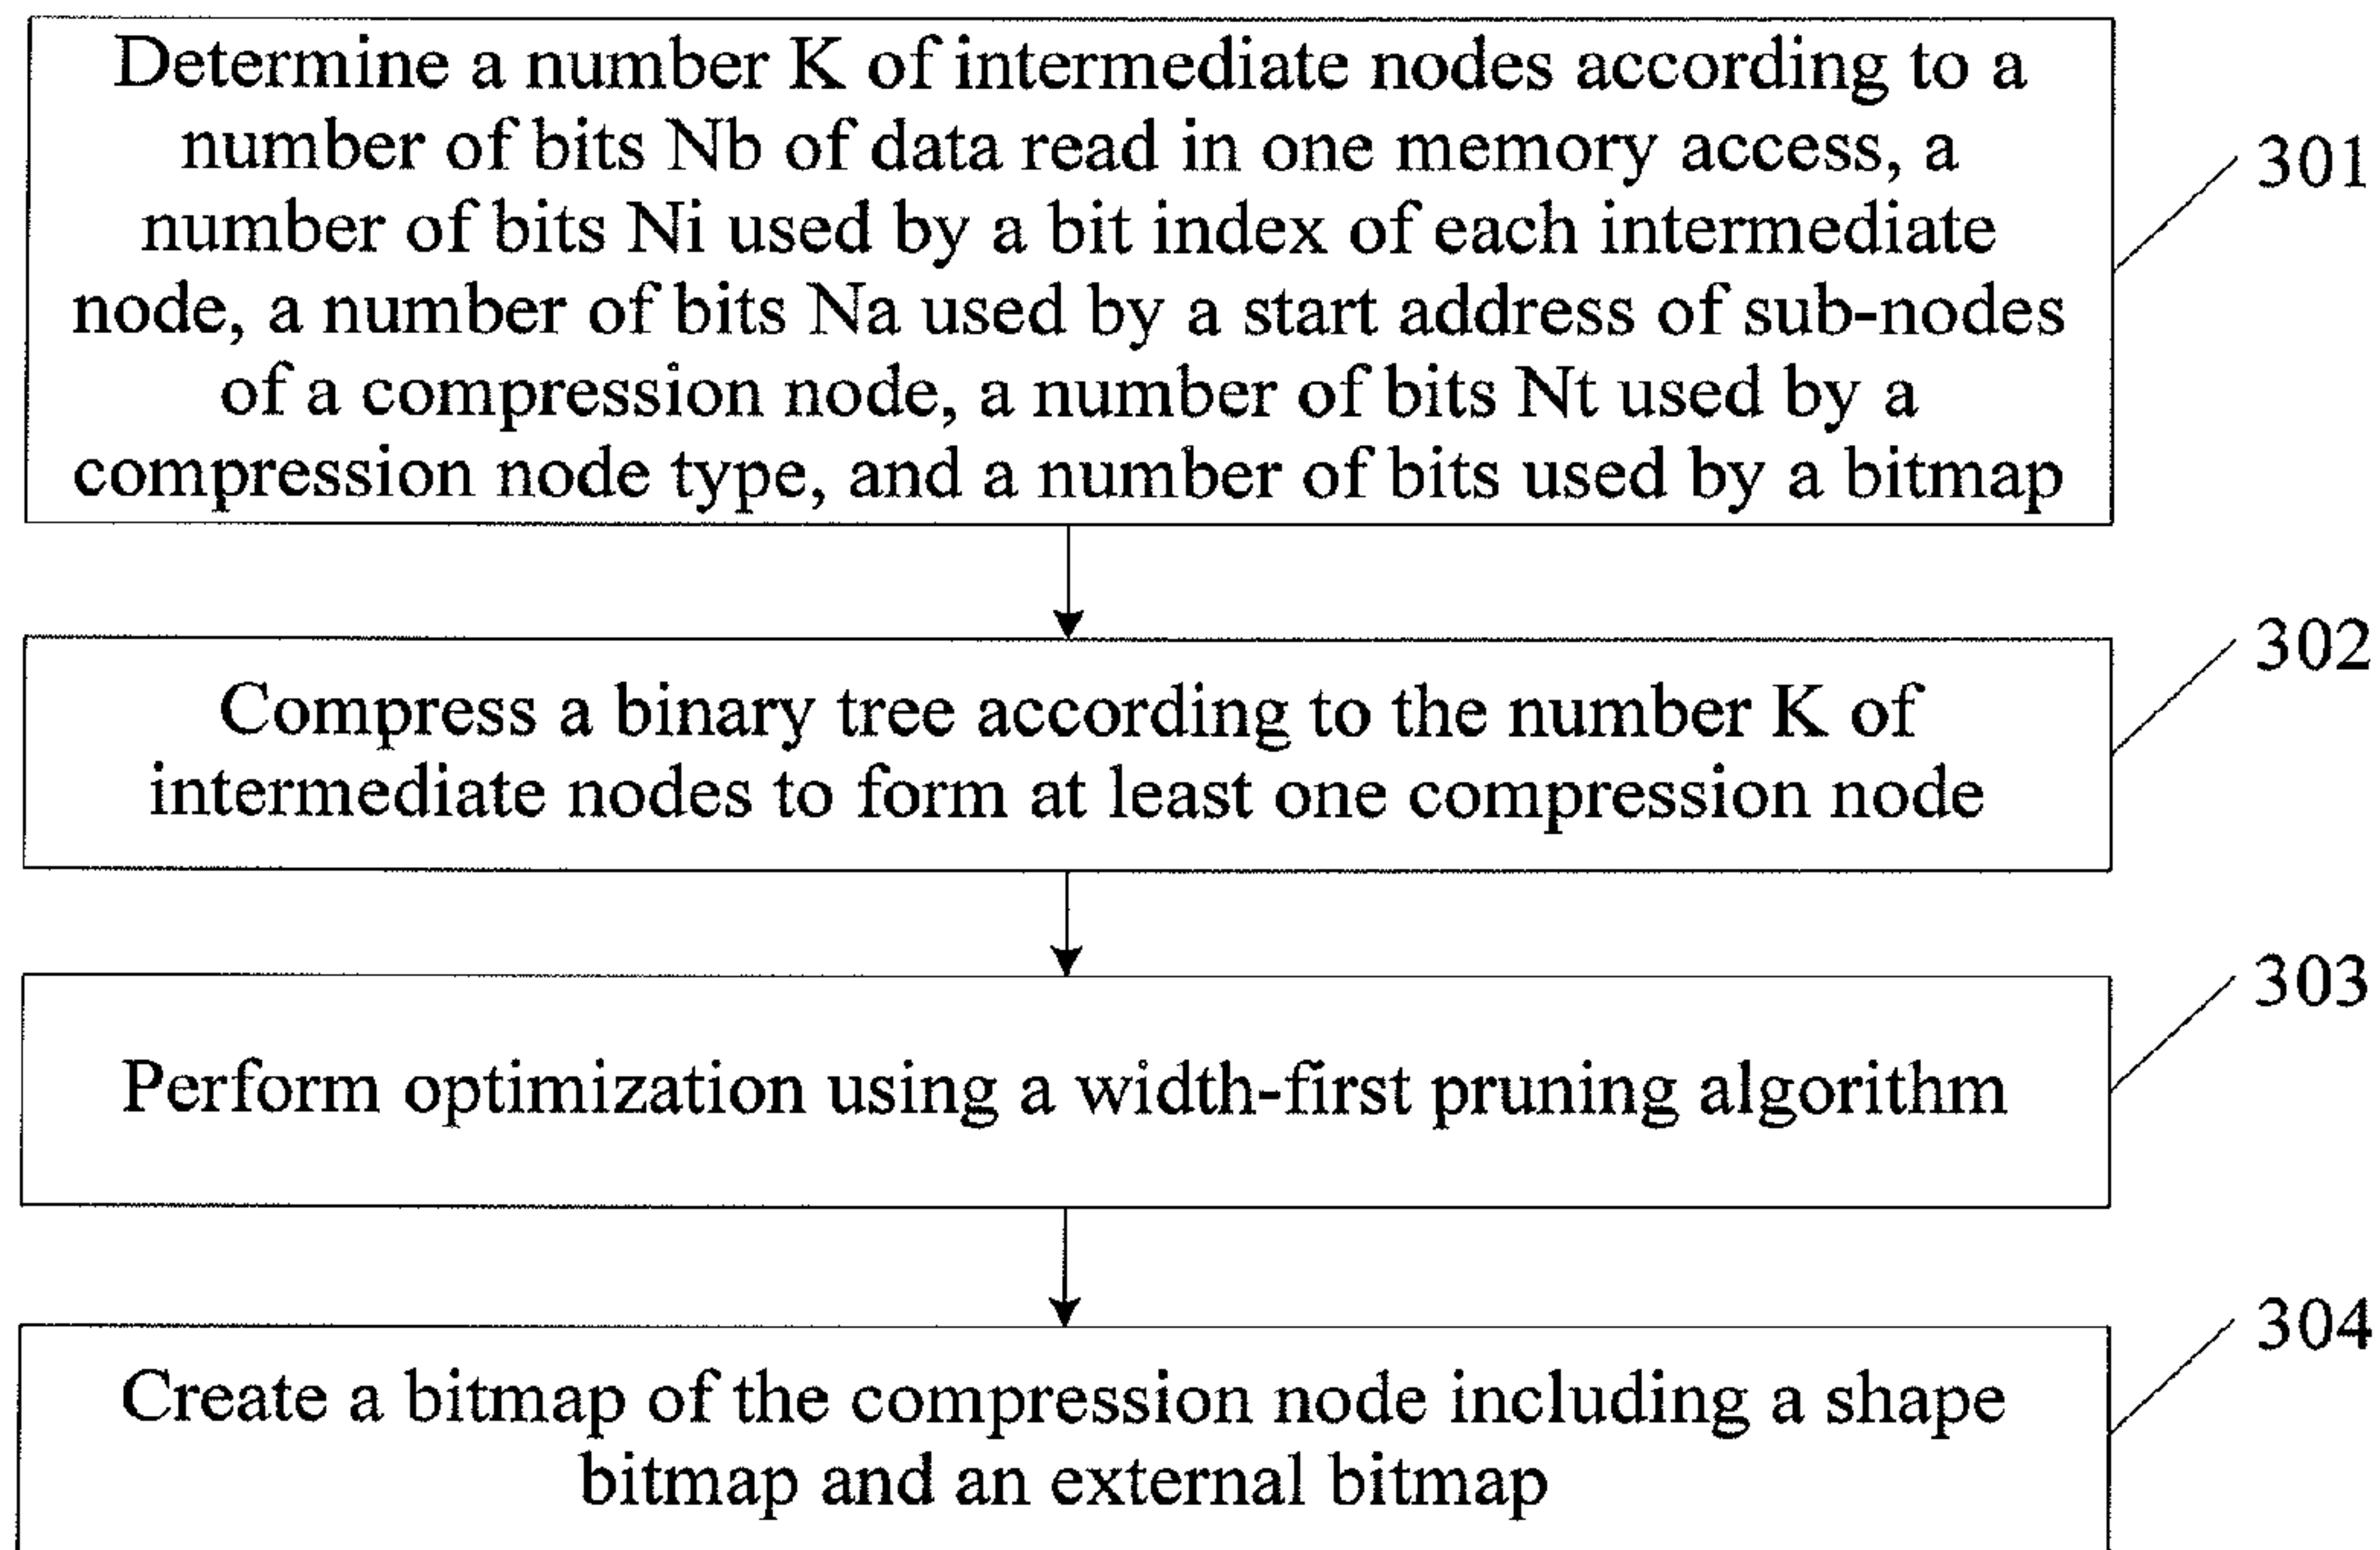 Determine a number K of intermediate nodes according to a
number of bits Nb of data read in one memory access, a
number of bits Ni used by a bit index of each intermediate
node, a number of bits Na used by a start address of sub-nodes
of a compression node, a number of bits Nt used by a
compression node type, and a number of bits used by a bitmap
301
Compress a binary tree according to the number K of
intermediate nodes to form at least one compression node
302
Perform optimization using a width-first pruning algorithm
303
Create a bitmap of the compression node including a shape
bitmap and an external bitmap
304